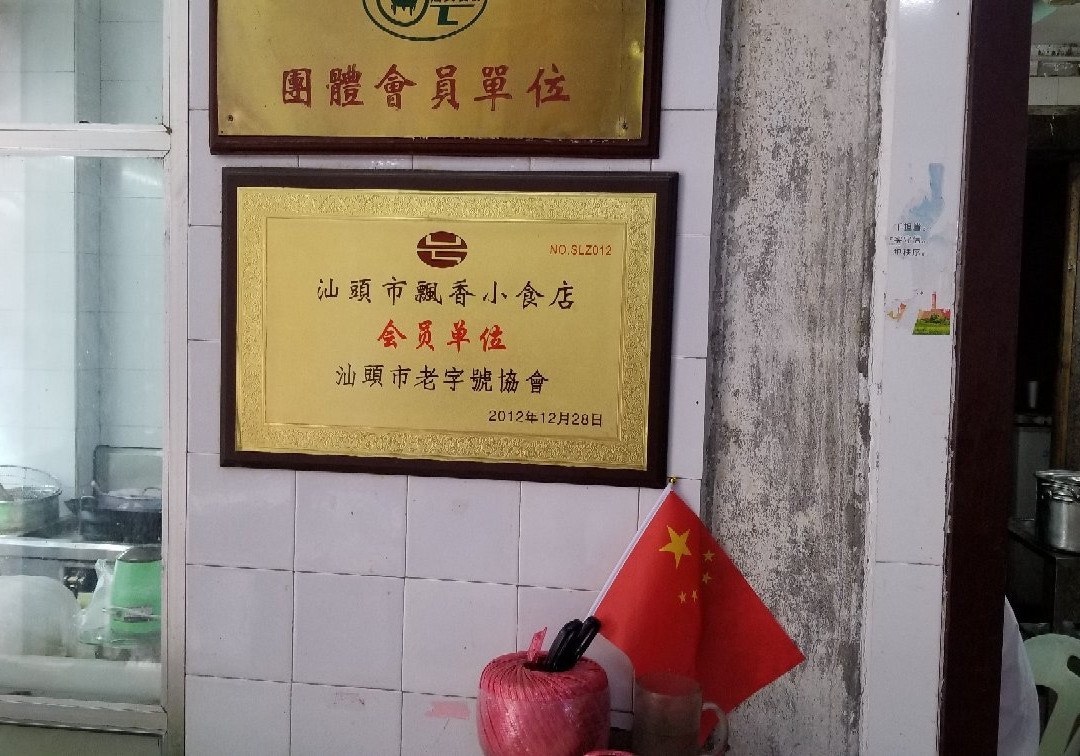 團體會員單位
NO.SLZ012
汕頭市飄香小食店
会员单位
汕頭市老字號協會
2012年12月28日